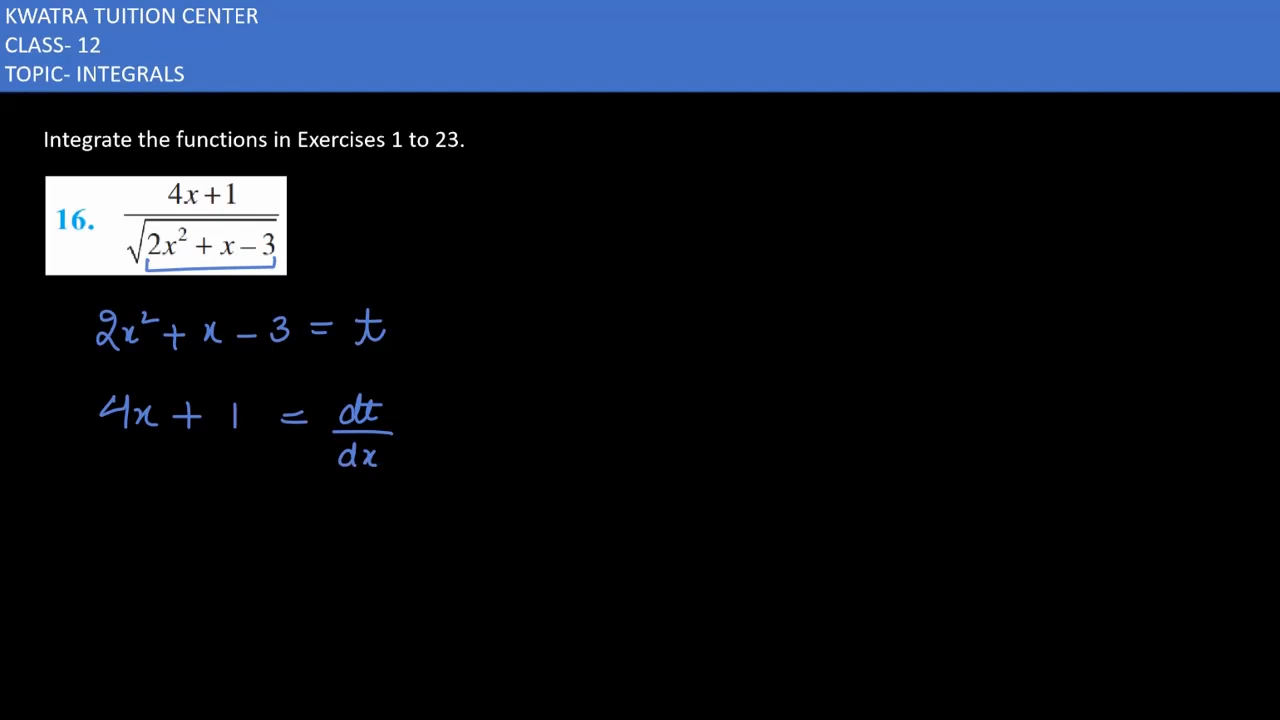 KWATRA TUITION CENTER
CLASS- 12
TOPIC- INTEGRALS
Integrate the functions in Exercises 1 to 23.
16. (4x+1)/√(2x² + x – 3)
2x² + x – 3 = t
4x + 1 = dt/dx